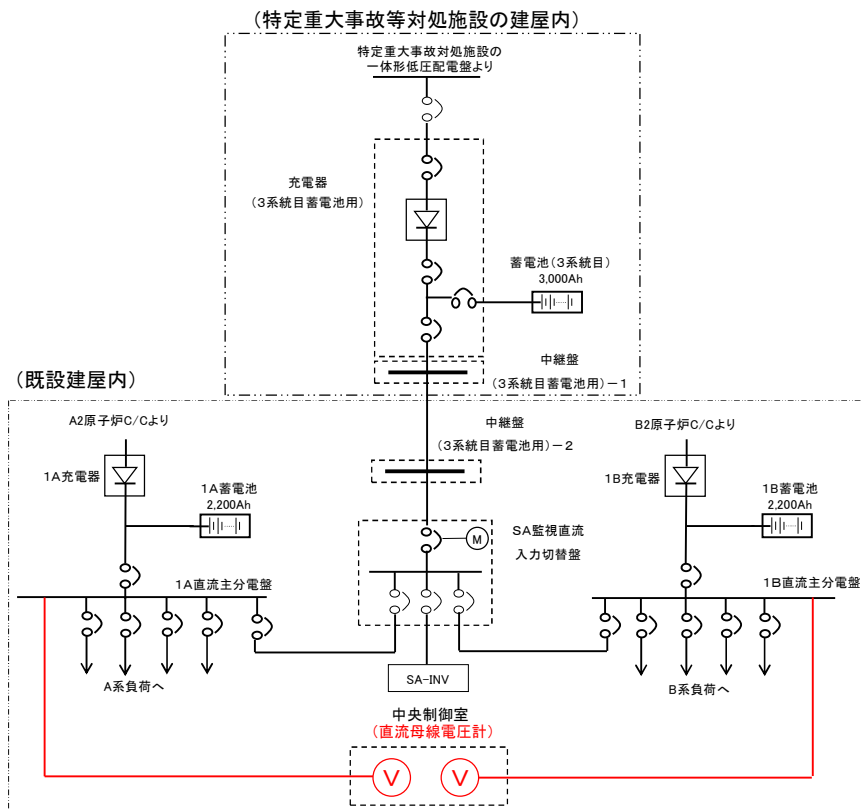 (特定重大事故等対処施設の建屋内)
特定重大事故対処施設の
一体形低圧配電盤より
充電器
(3系統目蓄電池用)
蓄電池(3系統目)
3,000Ah
中継盤
(3系統目蓄電池用)-1
(既設建屋内)
A2原子炉C/Cより
中継盤
(3系統目蓄電池用)-2
B2原子炉C/Cより
1A充電器
1A蓄電池
2,200Ah
1B充電器
1B蓄電池
2,200Ah
SA監視直流
入力切替盤
M
1A直流主分電盤
1B直流主分電盤
A系負荷へ
SA-INV
B系負荷へ
中央制御室
(直流母線電圧計)
V
V